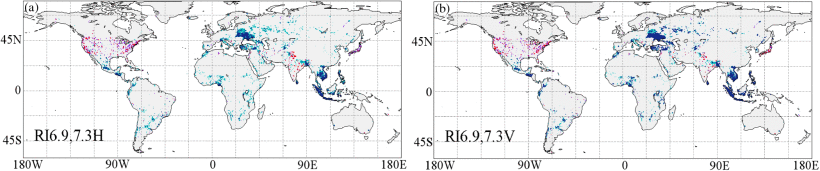 (a)
45N
0
45S
RI6.9,7.3H
180W 90W 0 90E 180E
(b)
45N
0
45S
RI6.9,7.3V
180W 90W 0 90E 180E